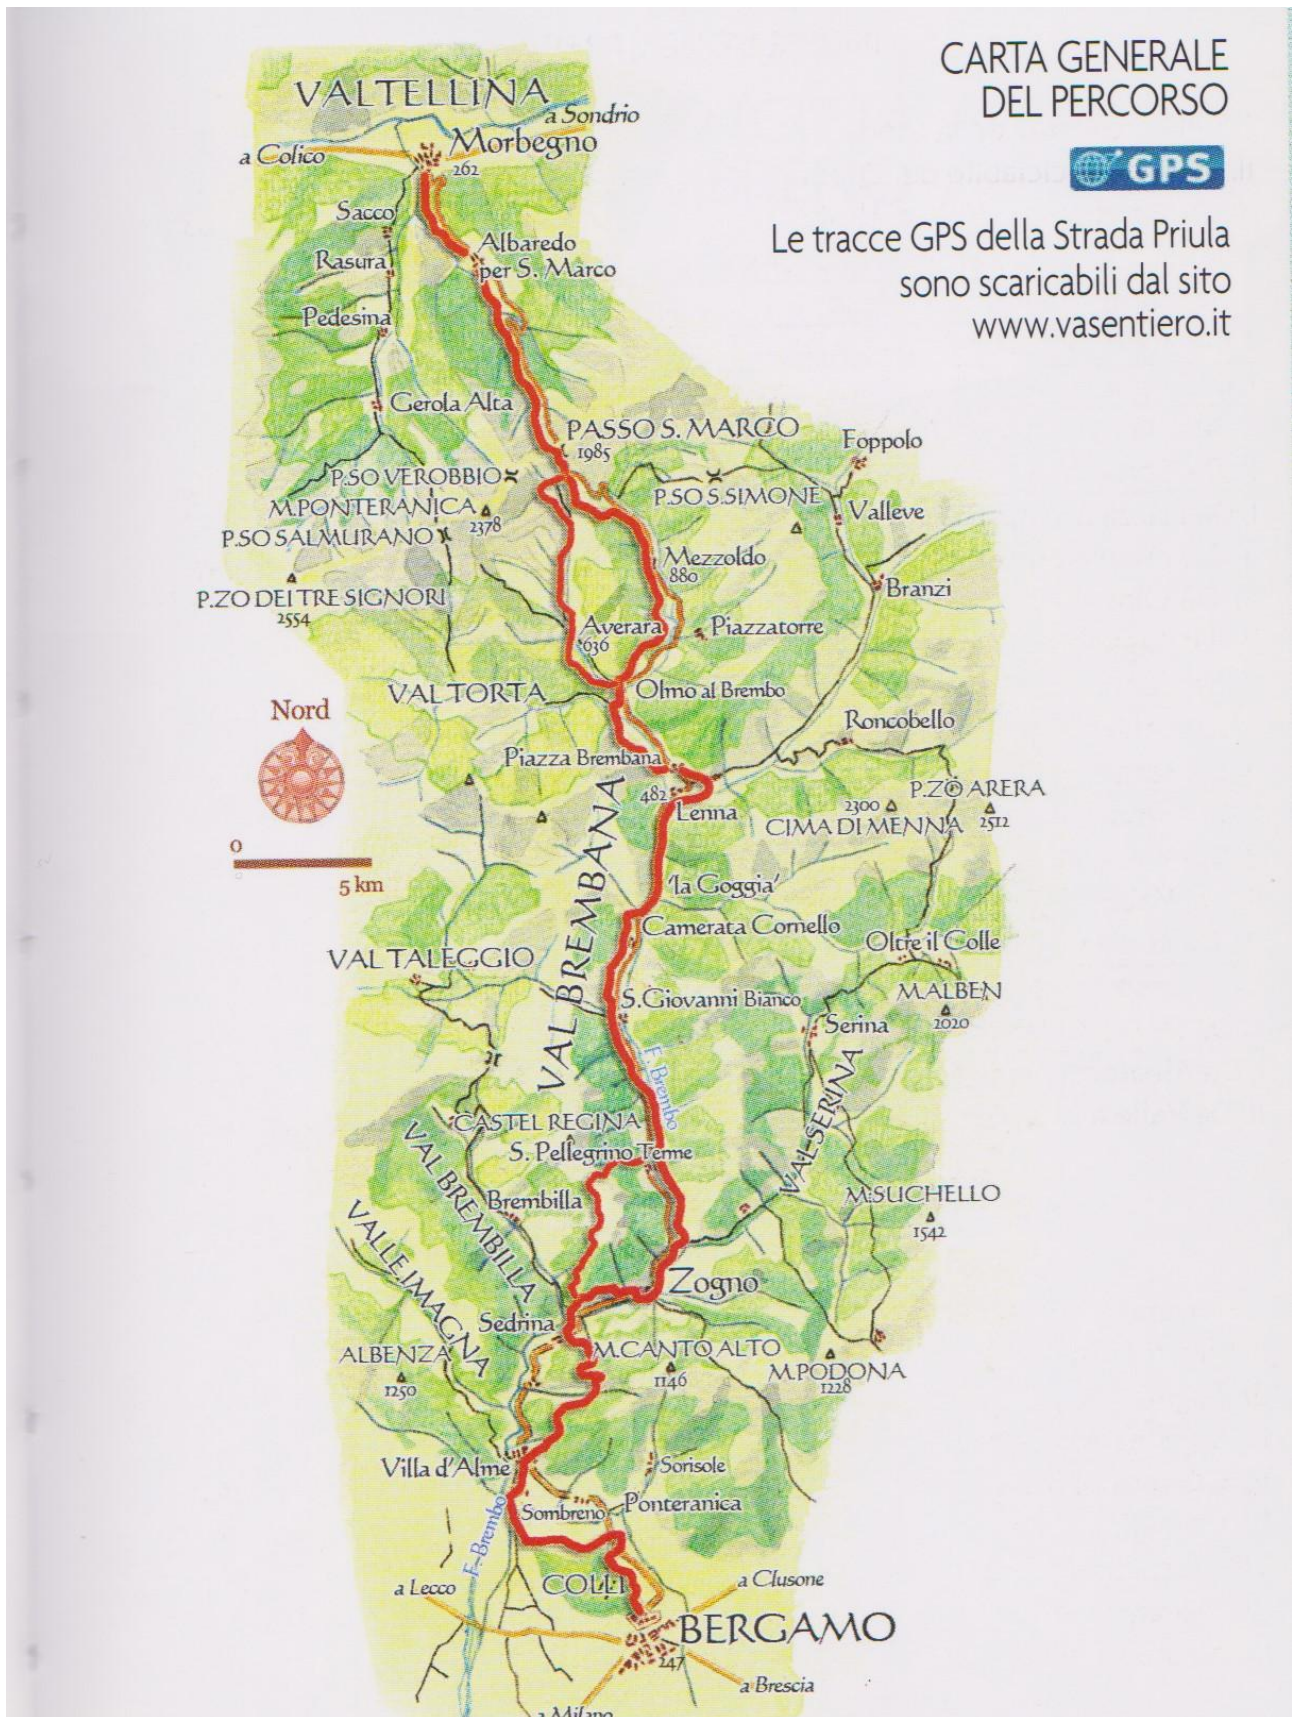 CARTA GENERALE
DEL PERCORSO
GPS
Le tracce GPS della Strada Priula
sono scaricabili dal sito
www.vasentiero.it
VALTELLINA
a Sondrio
a Colico
Morbegno
262
Sacco
Albaredo
per S. Marco
Rasura
Pedesina
Gerola Alta
PASSO S. MARCO
1985
Foppolo
P.SO VEROBBIO
P.SO S.SIMONE
M.PONTERANICA
2378
Valleve
P.SO SALMURANO
Mezzoldo
880
Branzi
P.ZO DEI TRE SIGNORI
2554
Averara
636
Piazzatorre
VALTORTA
Olmo al Brembo
Nord
Roncobello
Piazza Brembana
482
Lenna
P.ZO ARERA
2512
2300
CIMA DI MENNA
0
5 km
VAL BREMBANA
'la Goggia'
Camerata Cornello
Oltre il Colle
VAL TALEGGIO
S.Giovanni Bianco
M.ALBEN
2020
Serina
F. Brembo
VAL SERINA
CASTEL REGINA
S. Pellegrino Terme
VAL BREMBILLA
Brembilla
M.SUCHELLO
1542
VALLE IMAGNA
Zogno
Sedrina
ALBENZA
1250
M.CANTO ALTO
1146
M.PODONA
1228
Villa d'Alme
Sorisole
Sombreno
Ponteranica
F. Brembo
a Lecco
COLLI
a Clusone
BERGAMO
247
a Brescia
a Milano